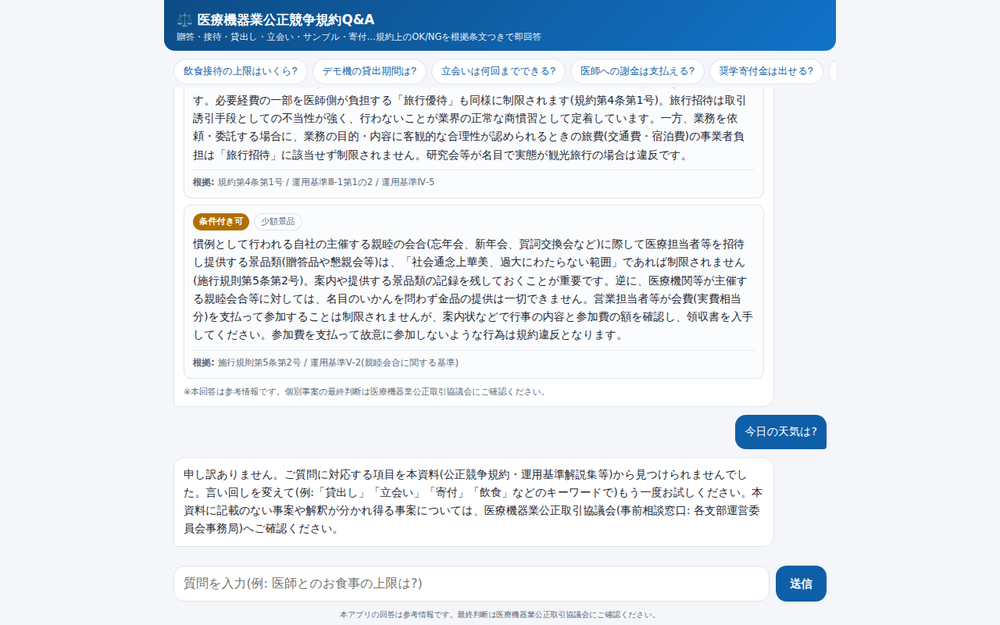 ⚖️ 医療機器業公正競争規約Q&A
贈答・接待・貸出し・立会い・サンプル・寄付…規約上のOK/NGを根拠条文つきで即回答
飲食接待の上限はいくら?
デモ機の貸出期間は?
立会いは何回までできる?
医師への謝金は支払える?
奨学寄付金は出せる?
す。必要経費の一部を医師側が負担する「旅行優待」も同様に制限されます(規約第4条第1号)。旅行招待は取引
誘引手段としての不当性が強く、行わないことが業界の正常な商慣習として定着しています。一方、業務を依
頼・委託する場合に、業務の目的・内容に客観的な合理性が認められるときの旅費(交通費・宿泊費)の事業者負
担は「旅行招待」に該当せず制限されません。研究会等が名目で実態が観光旅行の場合は違反です。
根拠: 規約第4条第1号 / 運用基準Ⅲ-1第1の2 / 運用基準Ⅳ-5
条件付き可
少額景品
慣例として行われる自社の主催する親睦の会合(忘年会、新年会、賀詞交換会など)に際して医療担当者等を招待
し提供する景品類(贈答品や懇親会等)は、「社会通念上華美、過大にわたらない範囲」であれば制限されません
(施行規則第5条第2号)。案内や提供する景品類の記録を残しておくことが重要です。逆に、医療機関等が主催す
る親睦会合等に対しては、名目のいかんを問わず金品の提供は一切できません。営業担当者等が会費(実費相当
分)を支払って参加することは制限されませんが、案内状などで行事の内容と参加費の額を確認し、領収書を入手
してください。参加費を支払って故意に参加しないような行為は規約違反となります。
根拠: 施行規則第5条第2号 / 運用基準Ⅴ-2(親睦会合に関する基準)
※本回答は参考情報です。個別事案の最終判断は医療機器業公正取引協議会にご確認ください。
今日の天気は?
申し訳ありません。ご質問に対応する項目を本資料(公正競争規約・運用基準解説集等)から見つけられませんでし
た。言い回しを変えて(例:「貸出し」「立会い」「寄付」「飲食」などのキーワードで)もう一度お試しください。本
資料に記載のない事案や解釈が分かれ得る事案については、医療機器業公正取引協議会(事前相談窓口: 各支部運営委
員会事務局)へご確認ください。
質問を入力(例: 医師とのお食事の上限は?)
送信
本アプリの回答は参考情報です。最終判断は医療機器業公正取引協議会にご確認ください。